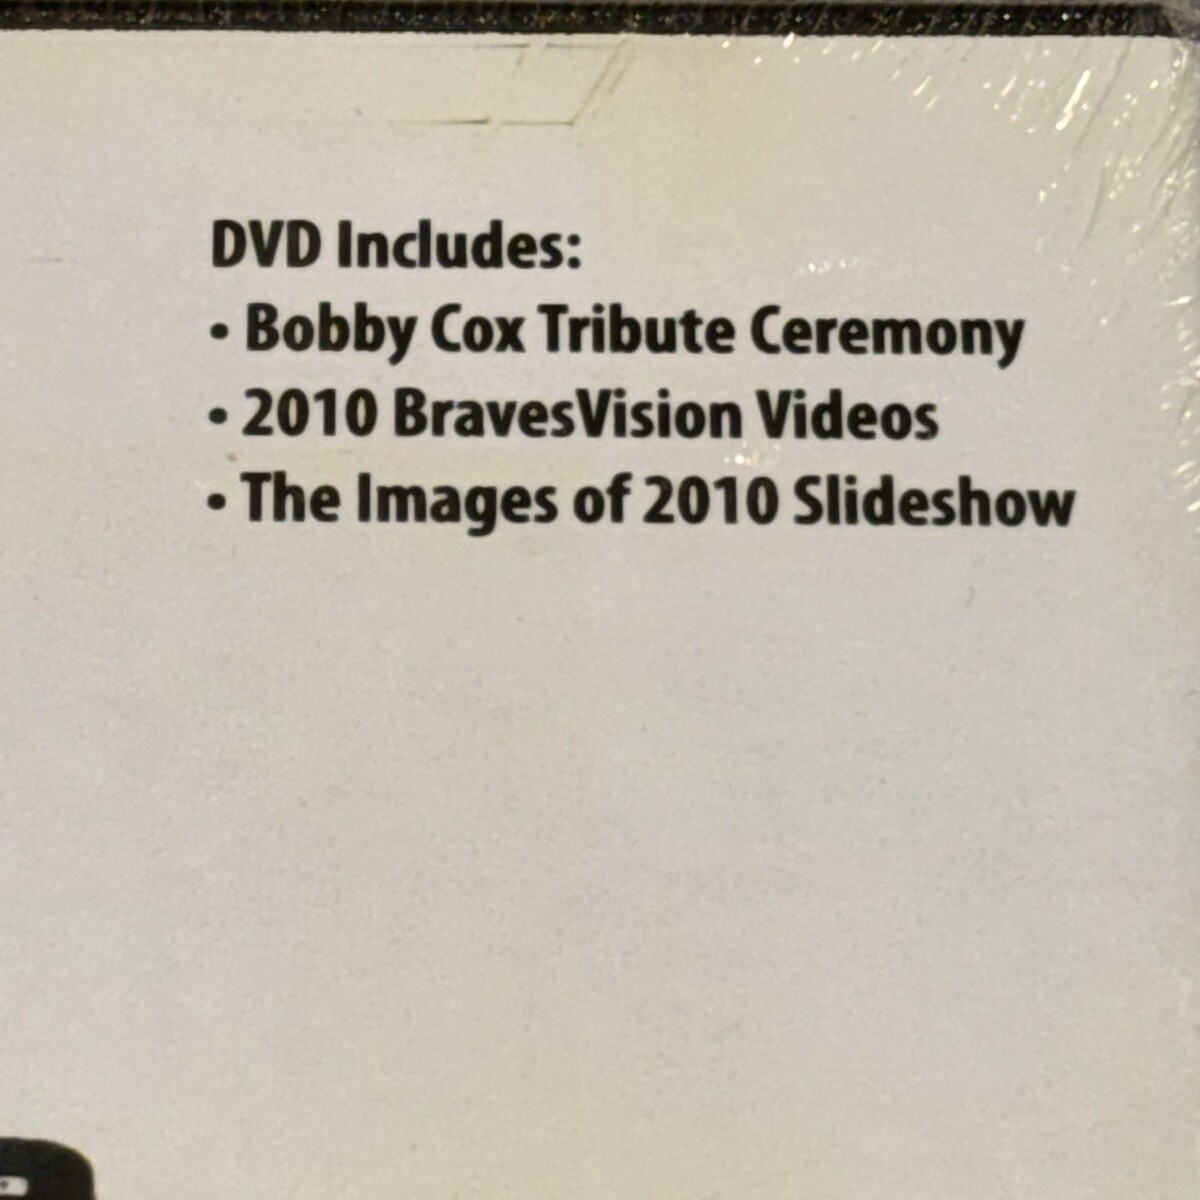 DVD Includes:
• Bobby Cox Tribute Ceremony
• 2010 BravesVision Videos
• The Images of 2010 Slideshow